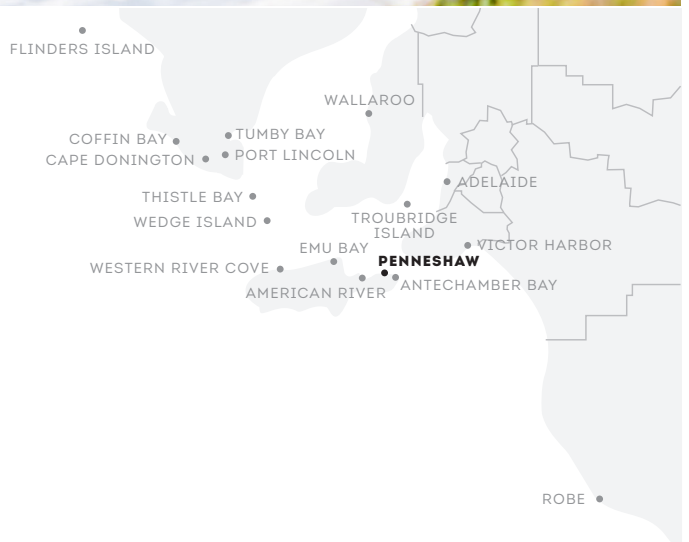 FLINDERS ISLAND
WALLAROO
COFFIN BAY
TUMBY BAY
CAPE DONINGTON
PORT LINCOLN
ADELAIDE
THISTLE BAY
WEDGE ISLAND
TROUBRIDGE
ISLAND
EMU BAY
VICTOR HARBOR
PENNESHAW
WESTERN RIVER COVE
AMERICAN RIVER
ANTECHAMBER BAY
ROBE